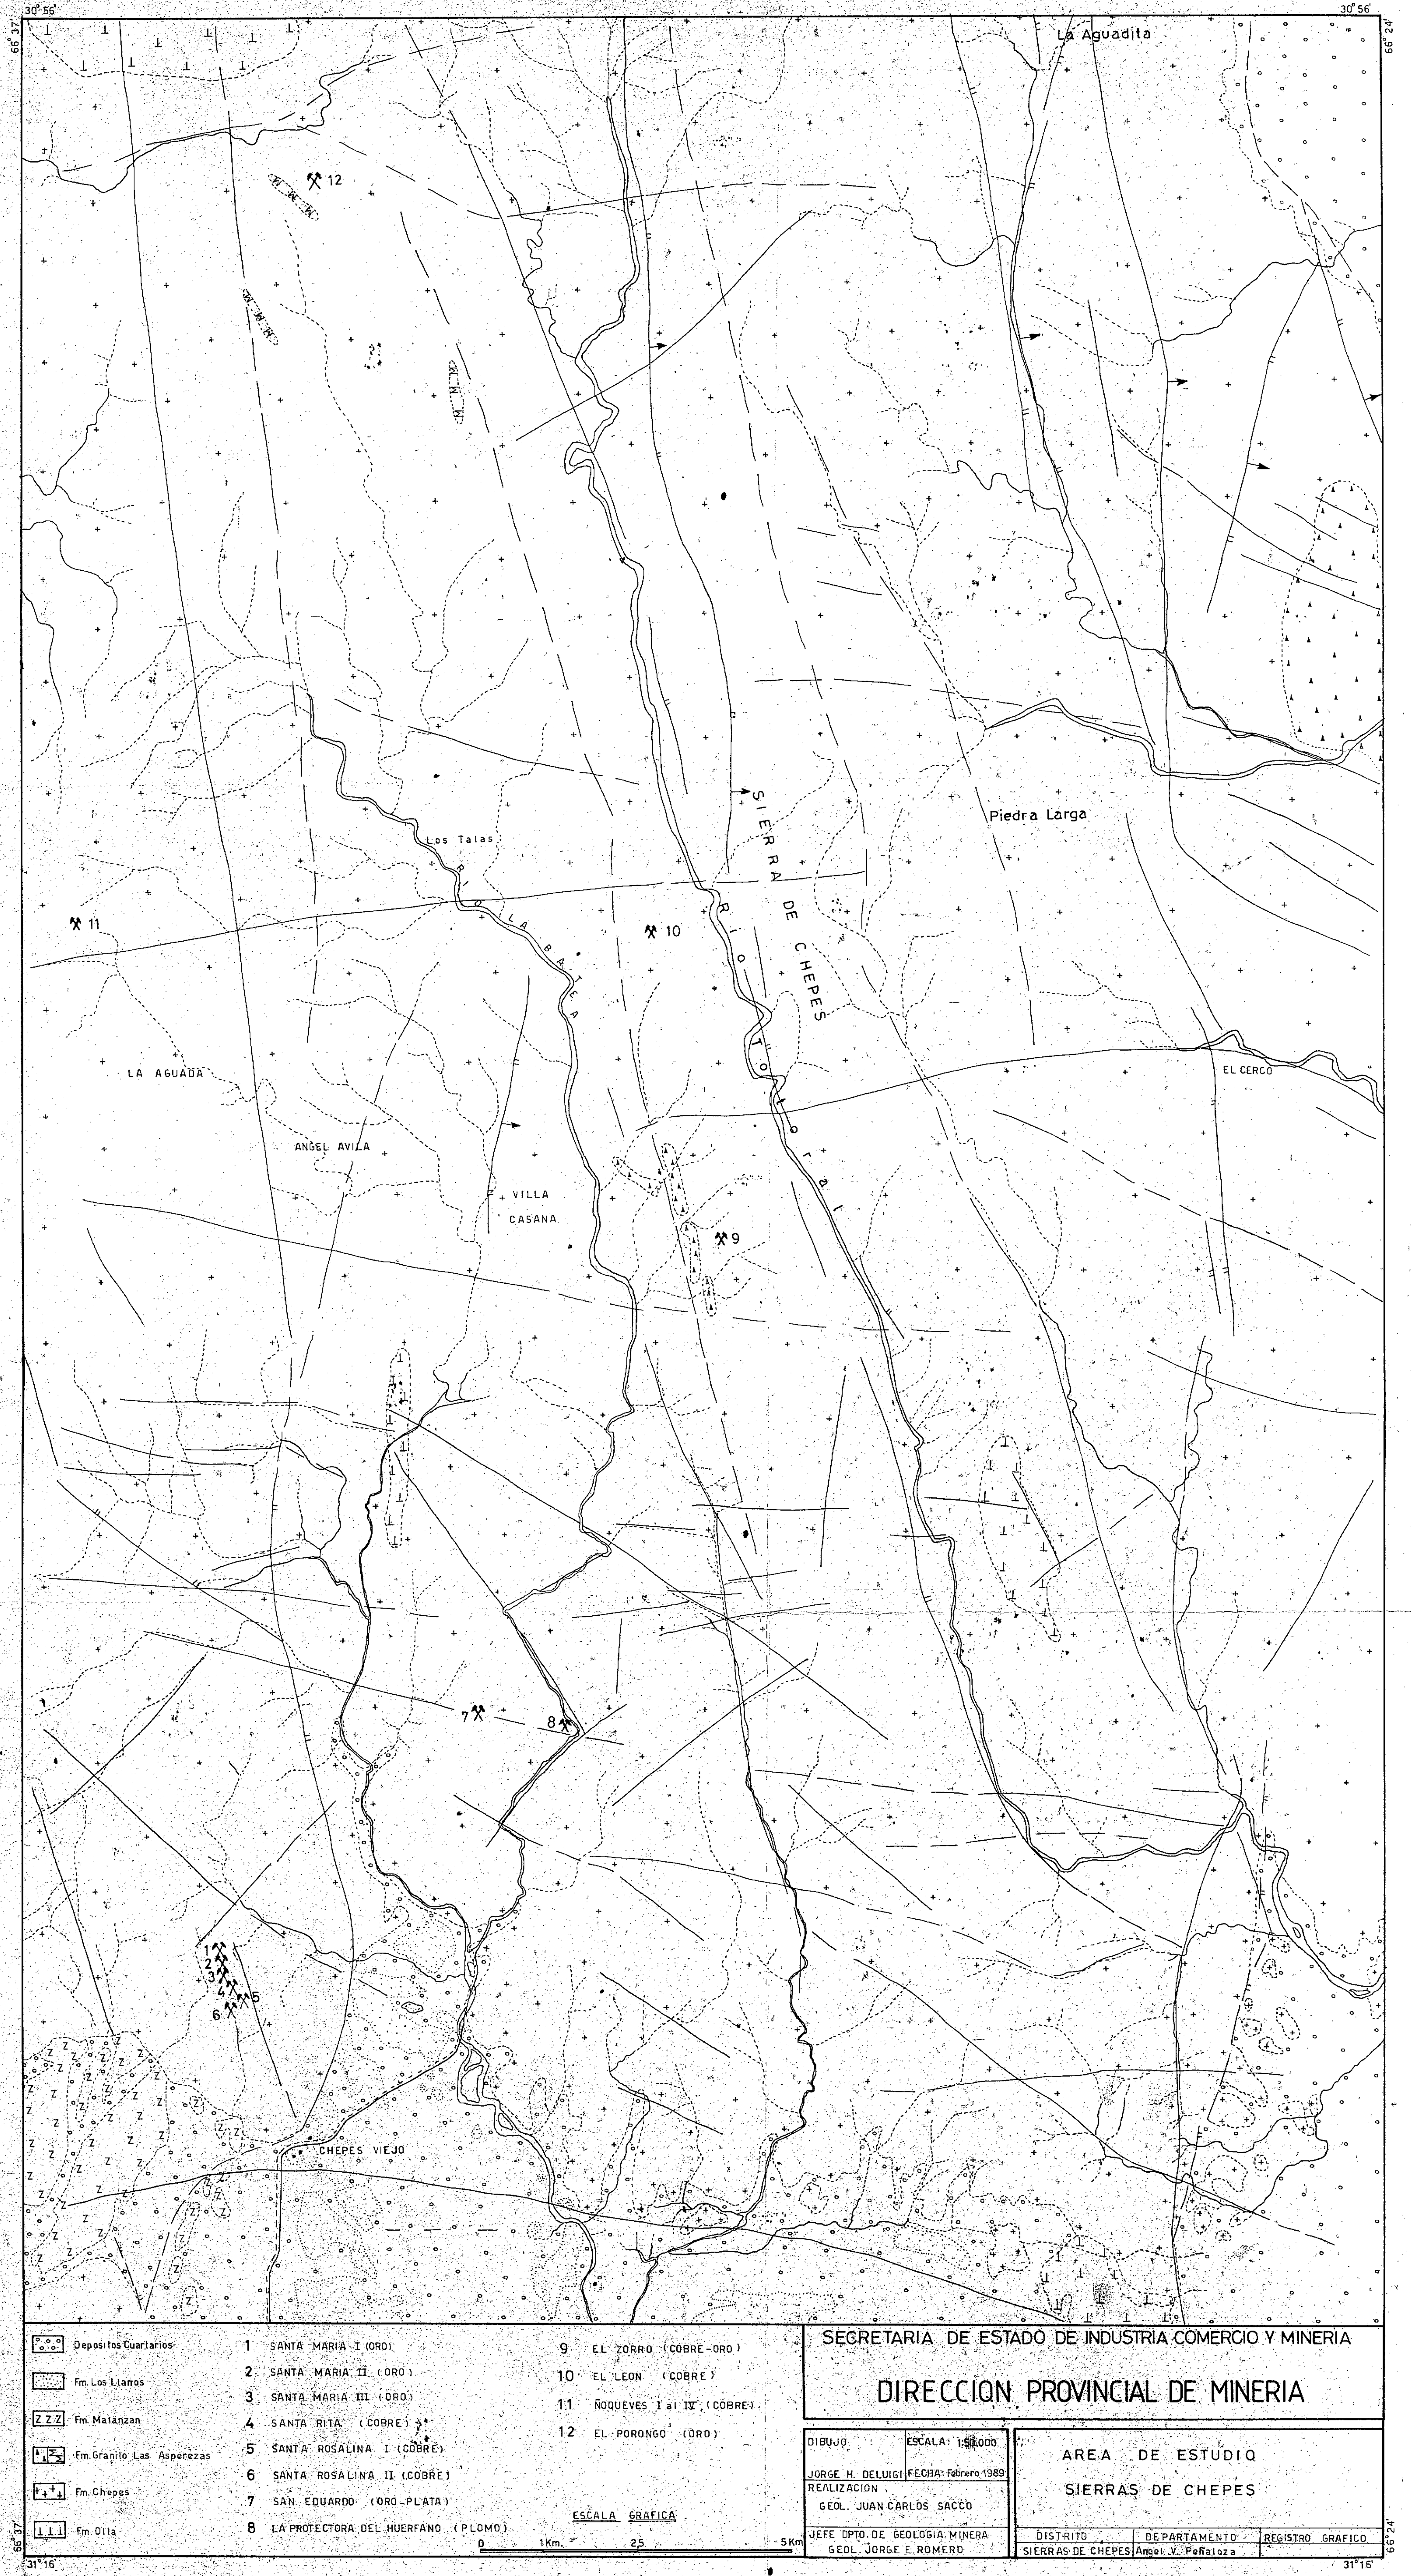 30° 56'
30° 56'
66° 37'
66° 24'
La Aguadita
12
SIERRA DE CHEPES
Piedra Larga
Los Talas
RIO LA BATEA
11
10
RIO TOTORAL
LA AGUADA
EL CERCO
ANGEL AVILA
VILLA
CASANA
9
7
8
1
2
3
4
5
6
CHEPES VIEJO
Depositos Cuartarios
Fm. Los Llanos
Fm. Malanzan
Fm. Granito Las Asperezas
Fm. Chepes
Fm. Olta
1 SANTA MARIA I (ORO)
2 SANTA MARIA II (ORO)
3 SANTA MARIA III (ORO)
4 SANTA RITA (COBRE)
5 SANTA ROSALINA I (COBRE)
6 SANTA ROSALINA II (COBRE)
7 SAN EDUARDO (ORO-PLATA)
8 LA PROTECTORA DEL HUERFANO (PLOMO)
9 EL ZORRO (COBRE-ORO)
10 EL LEON (COBRE)
11 ÑOQUEVES I al IV (COBRE)
12 EL PORONGO (ORO)
ESCALA GRAFICA
0 1Km. 2,5 5Km
SECRETARIA DE ESTADO DE INDUSTRIA COMERCIO Y MINERIA
DIRECCION PROVINCIAL DE MINERIA
DIBUJO
JORGE H. DELUIGI
ESCALA: 1:50.000
FECHA: Febrero 1989
REALIZACION
GEOL. JUAN CARLOS SACCO
JEFE DPTO. DE GEOLOGIA MINERA
GEOL. JORGE E. ROMERO
AREA DE ESTUDIO
SIERRAS DE CHEPES
DISTRITO
SIERRAS DE CHEPES
DEPARTAMENTO
Angel V. Peñaloza
REGISTRO GRAFICO
66° 37'
66° 24'
31° 16'
31° 16'